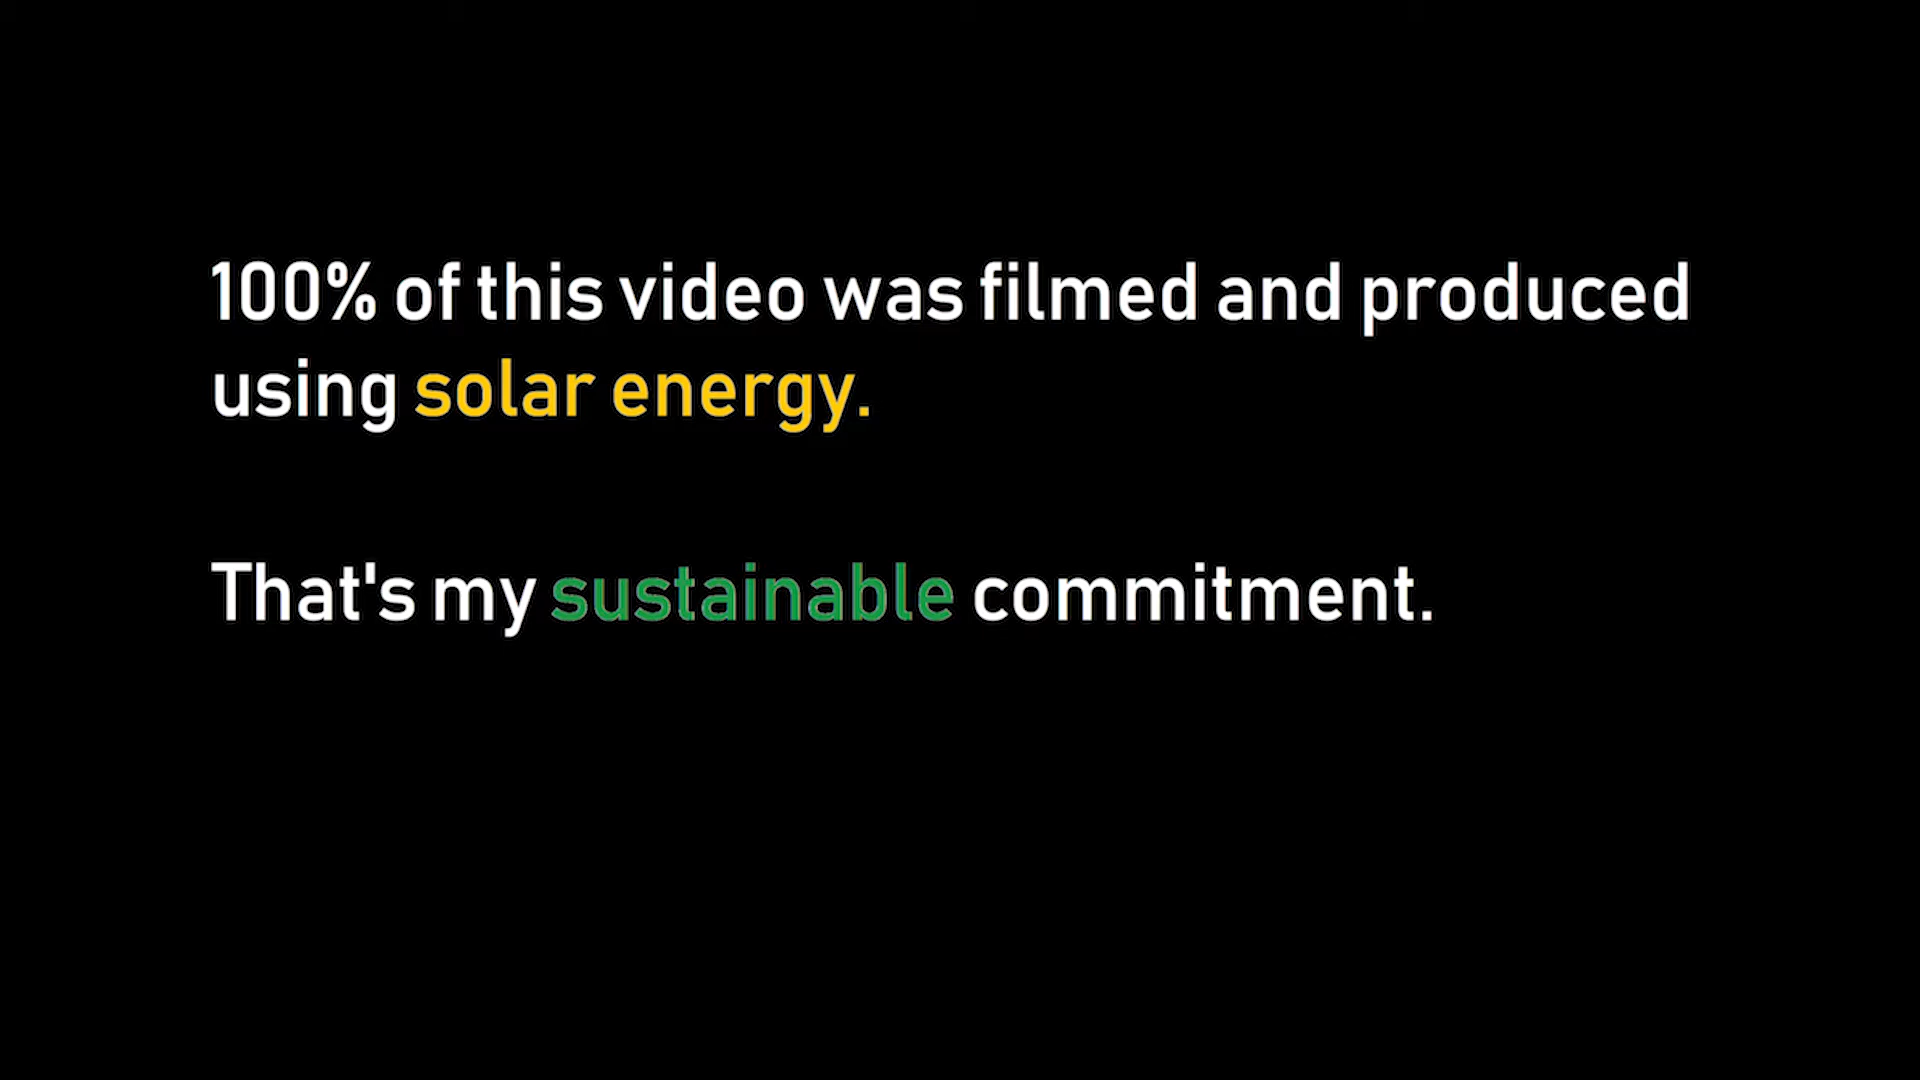 100% of this video was filmed and produced
using solar energy.
That's my sustainable commitment.